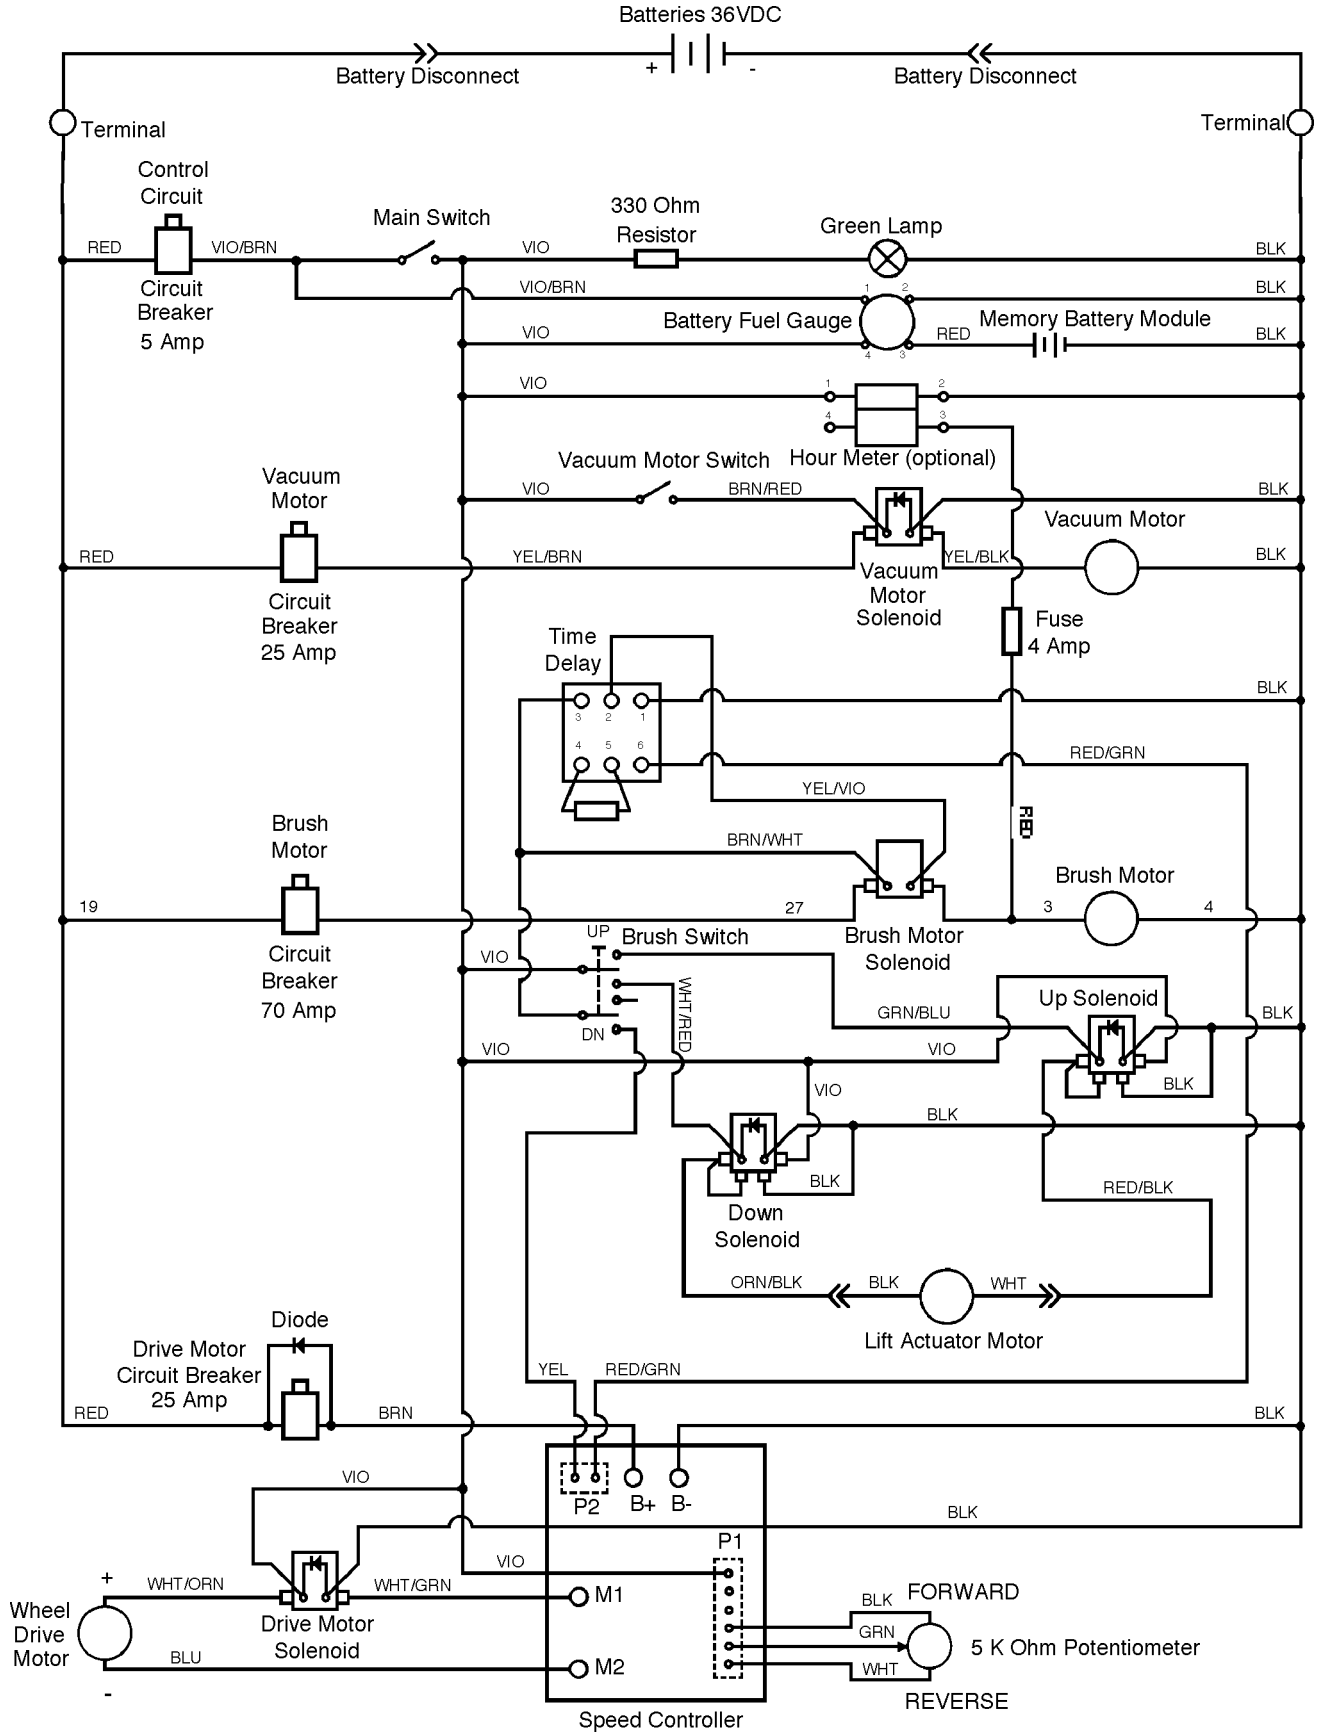 Batteries 36VDC
+ -
Battery Disconnect
Battery Disconnect
Terminal
Terminal
Control
Circuit
RED
VIO/BRN
Circuit
Breaker
5 Amp
Main Switch
VIO
330 Ohm
Resistor
Green Lamp
BLK
VIO/BRN
1 2
BLK
Battery Fuel Gauge
VIO
4 3
RED
Memory Battery Module
BLK
VIO
1 2
4 3
Hour Meter (optional)
Vacuum Motor Switch
VIO
BRN/RED
BLK
Vacuum
Motor
RED
Circuit
Breaker
25 Amp
YEL/BRN
Vacuum
Motor
Solenoid
YEL/BLK
Vacuum Motor
BLK
Fuse
4 Amp
Time
Delay
3 2 1
4 5 6
BLK
RED/GRN
YEL/VIO
RED
BRN/WHT
Brush
Motor
19
Circuit
Breaker
70 Amp
27
Brush Motor
Solenoid
Brush Motor
3
4
UP
Brush Switch
VIO
DN
WHT/RED
GRN/BLU
Up Solenoid
BLK
VIO
VIO
VIO
BLK
BLK
BLK
Down
Solenoid
RED/BLK
ORN/BLK
BLK
WHT
Lift Actuator Motor
Diode
Drive Motor
Circuit Breaker
25 Amp
RED
BRN
YEL
RED/GRN
BLK
VIO
P2
B+
B-
BLK
P1
VIO
+
WHT/ORN
WHT/GRN
M1
Wheel
Drive
Motor
Drive Motor
Solenoid
BLU
M2
-
FORWARD
BLK
GRN
WHT
5 K Ohm Potentiometer
REVERSE
Speed Controller